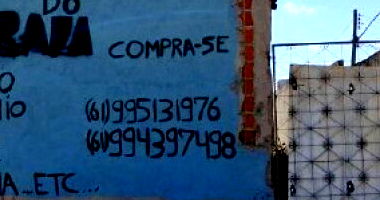 DO
COMPRA-SE
O
(61)995131976
(61)994397498
A...ETC...